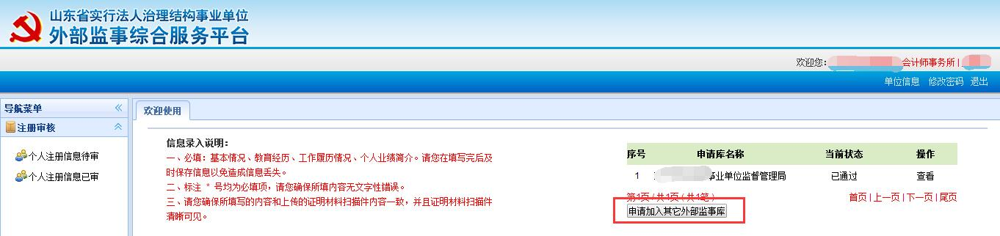 山东省实行法人治理结构事业单位
外部监事综合服务平台
欢迎您:
会计师事务所 |
单位信息 修改密码 退出
导航菜单
欢迎使用
注册审核
个人注册信息待审
个人注册信息已审
信息录入说明：
一、必填：基本情况、教育经历、工作履历情况、个人业绩简介。请您在填写完后及
时保存信息以免造成信息丢失。
二、标注 * 号均为必填项，请您确保所填内容无文字性错误。
三、请您确保所填写的内容和上传的证明材料扫描件内容一致，并且证明材料扫描件
清晰可见。
序号 申请库名称 当前状态 操作
1 事业单位监督管理局 已通过 查看
第1页 / 共1页 ( 共1笔 ) 首页 | 上一页 | 下一页 | 尾页
申请加入其它外部监事库